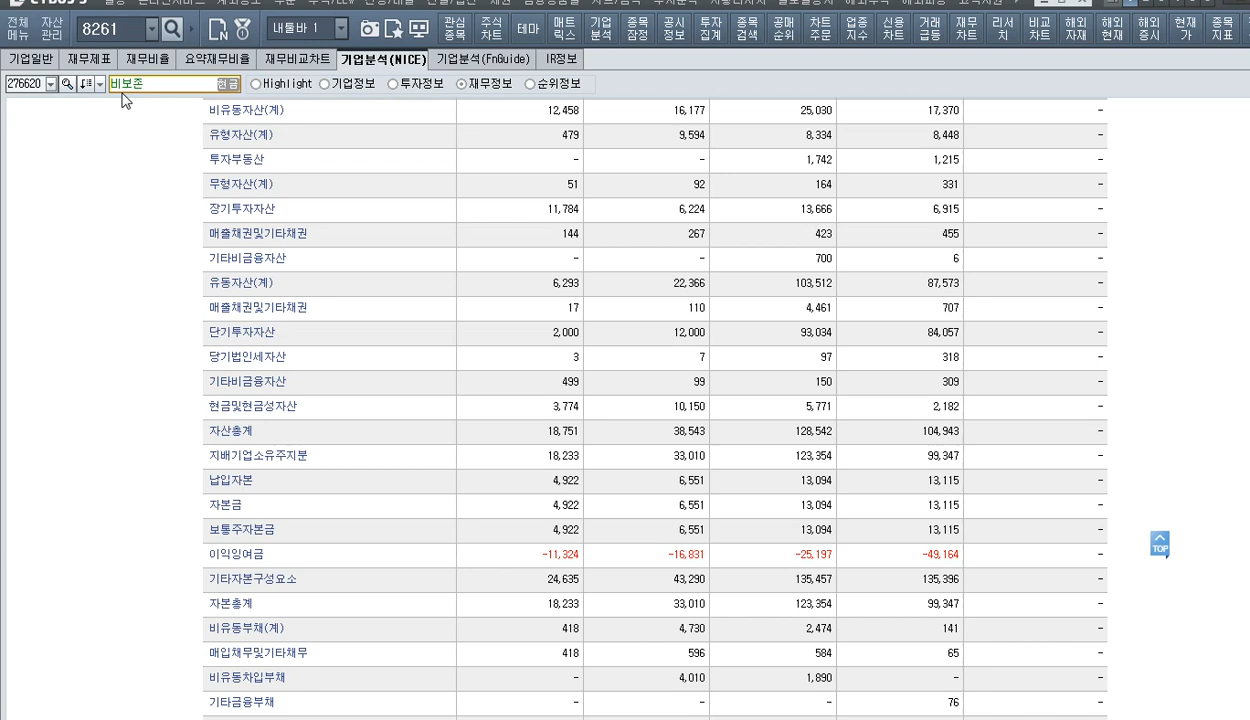 전체 메뉴 자산 관리 8261 내툴바 1 관심 종목 주식 차트 테마 매트 릭스 기업 분석 종목 잠정 공시 정보 투자 집계 종목 검색 공매 순위 차트 주문 업종 지수 신용 차트 거래 급등 재무 차트 리서 치 비교 차트 해외 자재 해외 현재 해외 증시 현재 가 종목 지표
기업일반 재무제표 재무비율 요약재무비율 재무비교차트 기업분석(NICE) 기업분석(FnGuide) IR정보
276620 비보존 현금 Highlight 기업정보 투자정보 재무정보 순위정보
비유동자산(계) 12,458 16,177 25,030 17,370 -
유형자산(계) 479 9,594 8,334 8,448 -
투자부동산 - - 1,742 1,215 -
무형자산(계) 51 92 164 331 -
장기투자자산 11,784 6,224 13,666 6,915 -
매출채권및기타채권 144 267 423 455 -
기타비금융자산 - - 700 6 -
유동자산(계) 6,293 22,366 103,512 87,573 -
매출채권및기타채권 17 110 4,461 707 -
단기투자자산 2,000 12,000 93,034 84,057 -
당기법인세자산 3 7 97 318 -
기타비금융자산 499 99 150 309 -
현금및현금성자산 3,774 10,150 5,771 2,182 -
자산총계 18,751 38,543 128,542 104,943 -
지배기업소유주지분 18,233 33,010 123,354 99,347 -
납입자본 4,922 6,551 13,094 13,115 -
자본금 4,922 6,551 13,094 13,115 -
보통주자본금 4,922 6,551 13,094 13,115 -
이익잉여금 -11,324 -16,831 -25,197 -49,164 -
기타자본구성요소 24,635 43,290 135,457 135,396 -
자본총계 18,233 33,010 123,354 99,347 -
비유동부채(계) 418 4,730 2,474 141 -
매입채무및기타채무 418 596 584 65 -
비유동차입부채 - 4,010 1,890 - -
기타금융부채 - - - 76 -
TOP